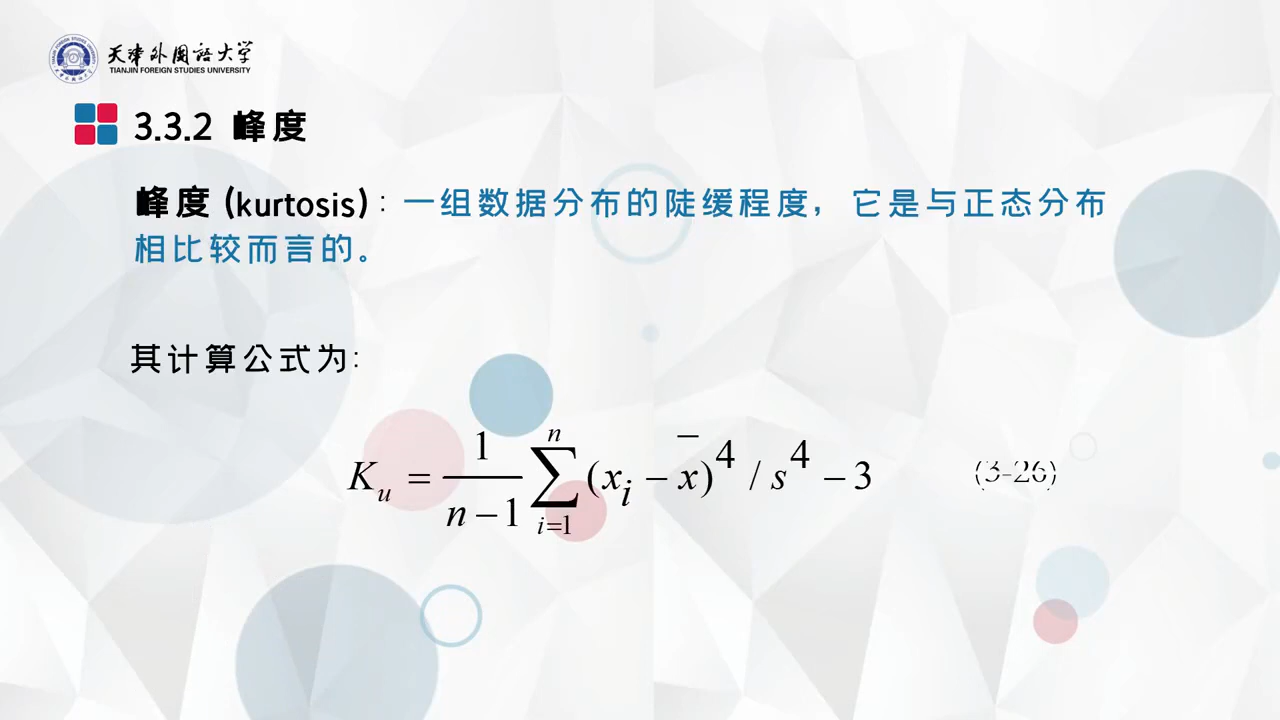 天津外国语大学
TIANJIN FOREIGN STUDIES UNIVERSITY
3.3.2 峰度
峰度 (kurtosis)：一组数据分布的陡缓程度，它是与正态分布
相比较而言的。
其计算公式为：
K_u = \frac{1}{n-1} \sum_{i=1}^{n} (x_i - \bar{x})^4 / s^4 - 3 (3-26)